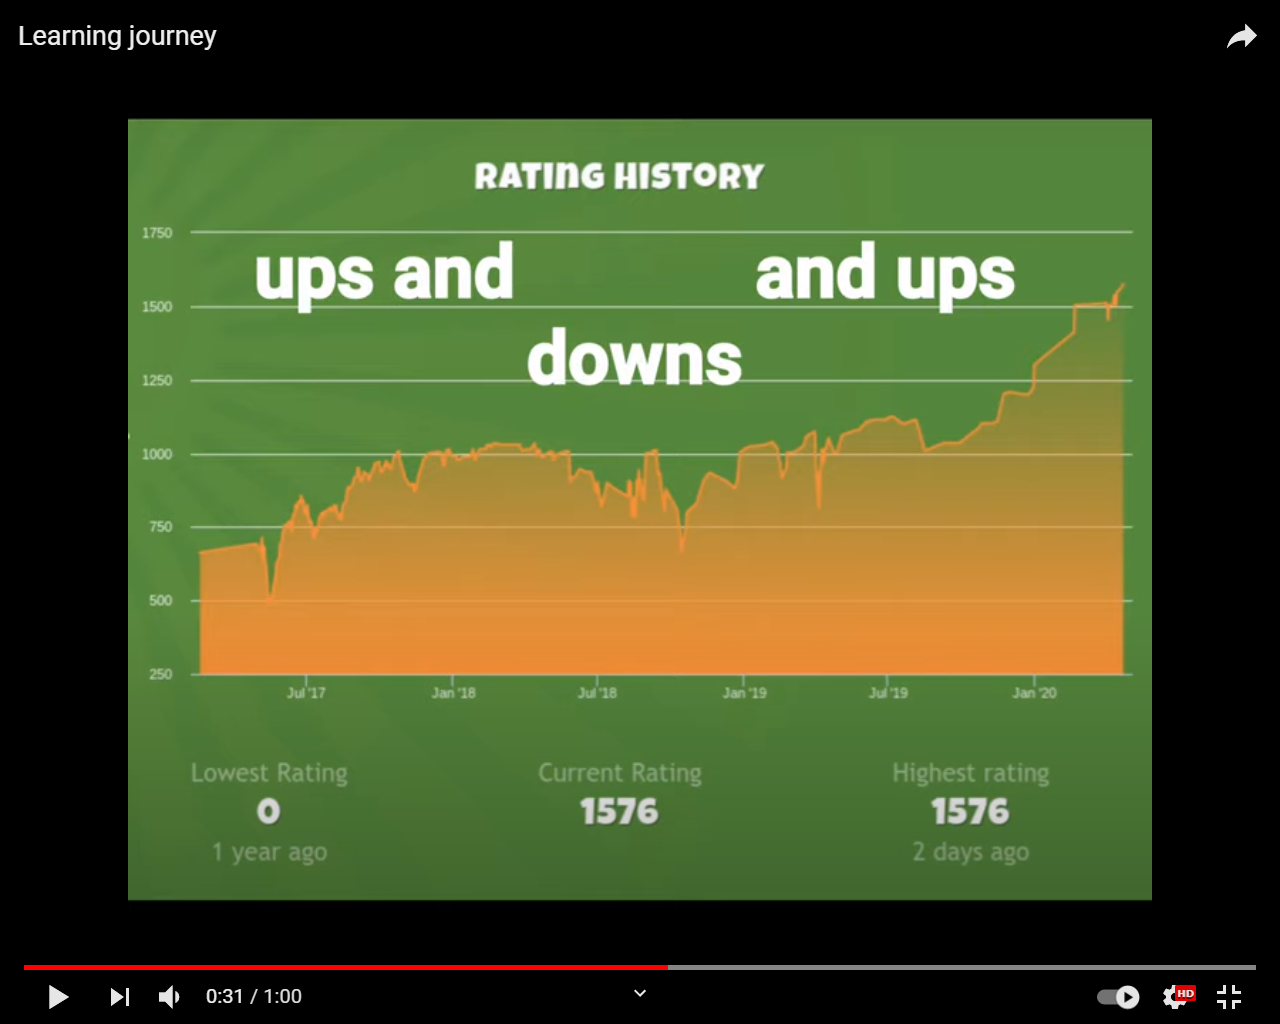 Learning journey
RATING HISTORY
1750
ups and and ups
1500
downs
1250
1000
750
500
250
Jul '17 Jan '18 Jul '18 Jan '19 Jul '19 Jan '20
Lowest Rating Current Rating Highest rating
0 1576 1576
1 year ago 2 days ago
0:31 / 1:00 HD